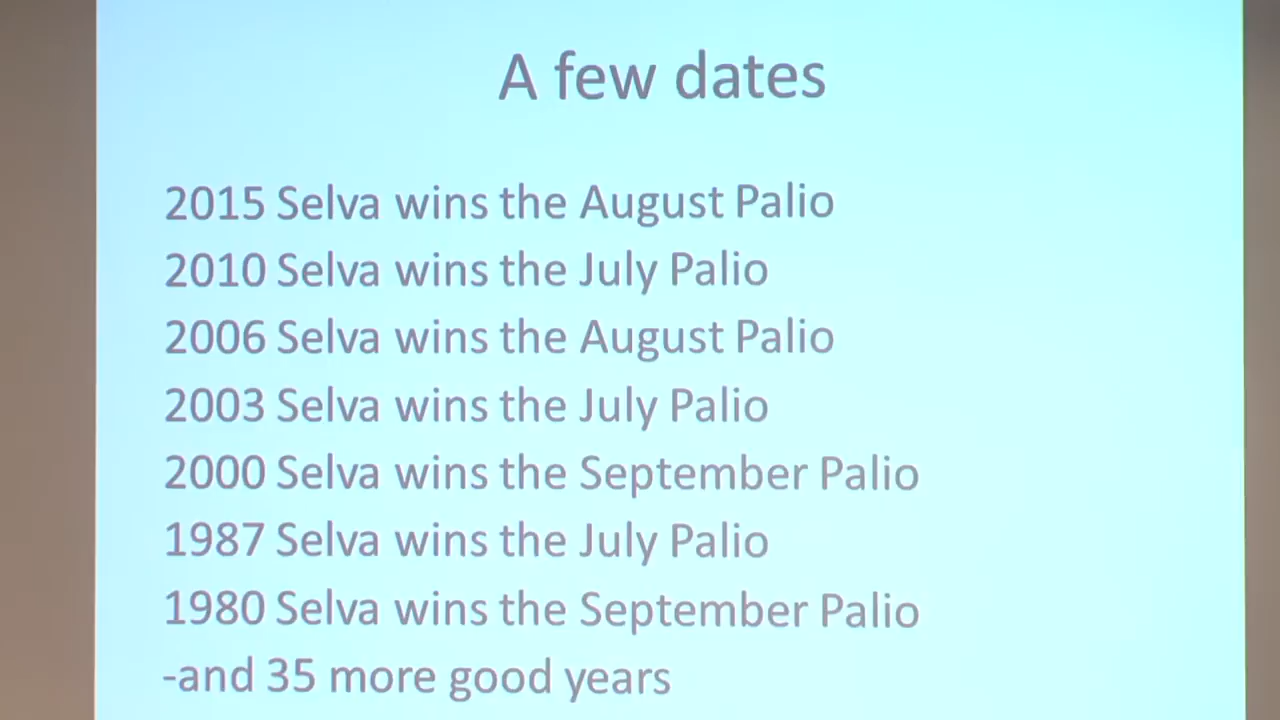 A few dates
2015 Selva wins the August Palio
2010 Selva wins the July Palio
2006 Selva wins the August Palio
2003 Selva wins the July Palio
2000 Selva wins the September Palio
1987 Selva wins the July Palio
1980 Selva wins the September Palio
-and 35 more good years